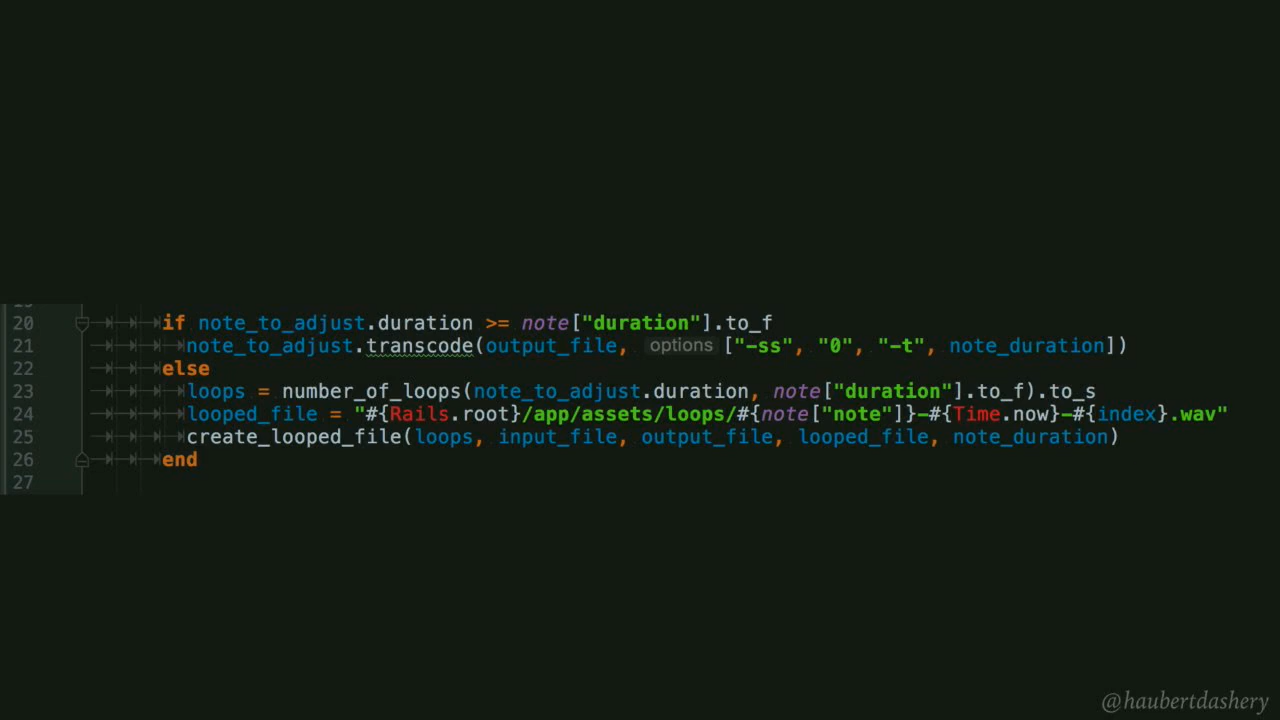 20 if note_to_adjust.duration >= note["duration"].to_f
21 note_to_adjust.transcode(output_file, options ["-ss", "0", "-t", note_duration])
22 else
23 loops = number_of_loops(note_to_adjust.duration, note["duration"].to_f).to_s
24 looped_file = "#{Rails.root}/app/assets/loops/#{note["note"]}-#{Time.now}-#{index}.wav"
25 create_looped_file(loops, input_file, output_file, looped_file, note_duration)
26 end
27
@haubertdashery